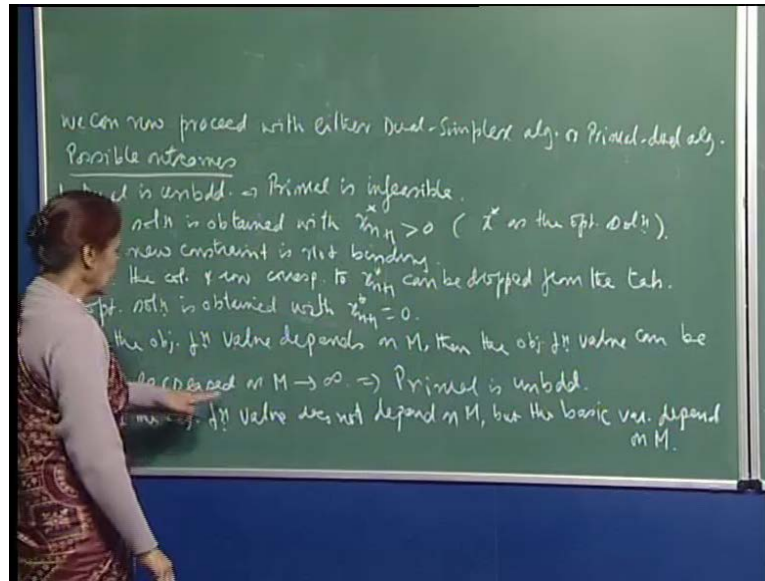 we can now proceed with either Dual-Simplex alg. or Primal-dual alg.
Possible outcomes
is unbdd. ⇒ Primal is infeasible.
solⁿ is obtained with x*ₙ₊₁ > 0 ( x* as the opt. solⁿ ).
new constraint is not binding.
the col. & row corresp. to x*ₙ₊₁ can be dropped from the tab.
opt. solⁿ is obtained with x*ₙ₊₁ = 0.
the obj. fⁿ value depends on M, then the obj. fⁿ value can be
decreased as M → ∞. ⇒ Primal is unbdd.
obj. fⁿ value does not depend on M, but the basic var. depend
on M.